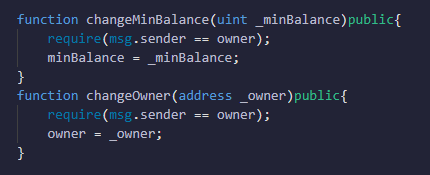 function changeMinBalance(uint _minBalance)public{
    require(msg.sender == owner);
    minBalance = _minBalance;
}
function changeOwner(address _owner)public{
    require(msg.sender == owner);
    owner = _owner;
}